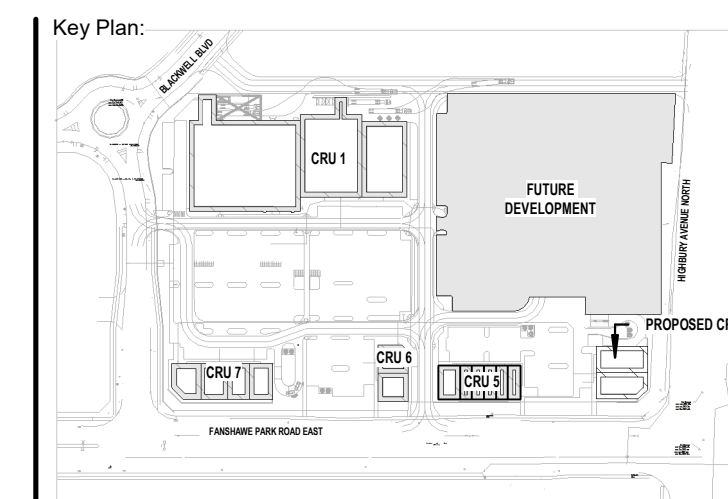 Key Plan:
BLACKWELL BLVD
CRU 1
FUTURE
DEVELOPMENT
HIGHBURY AVENUE NORTH
PROPOSED
CRU 6
CRU 7
CRU 5
FANSHAWE PARK ROAD EAST